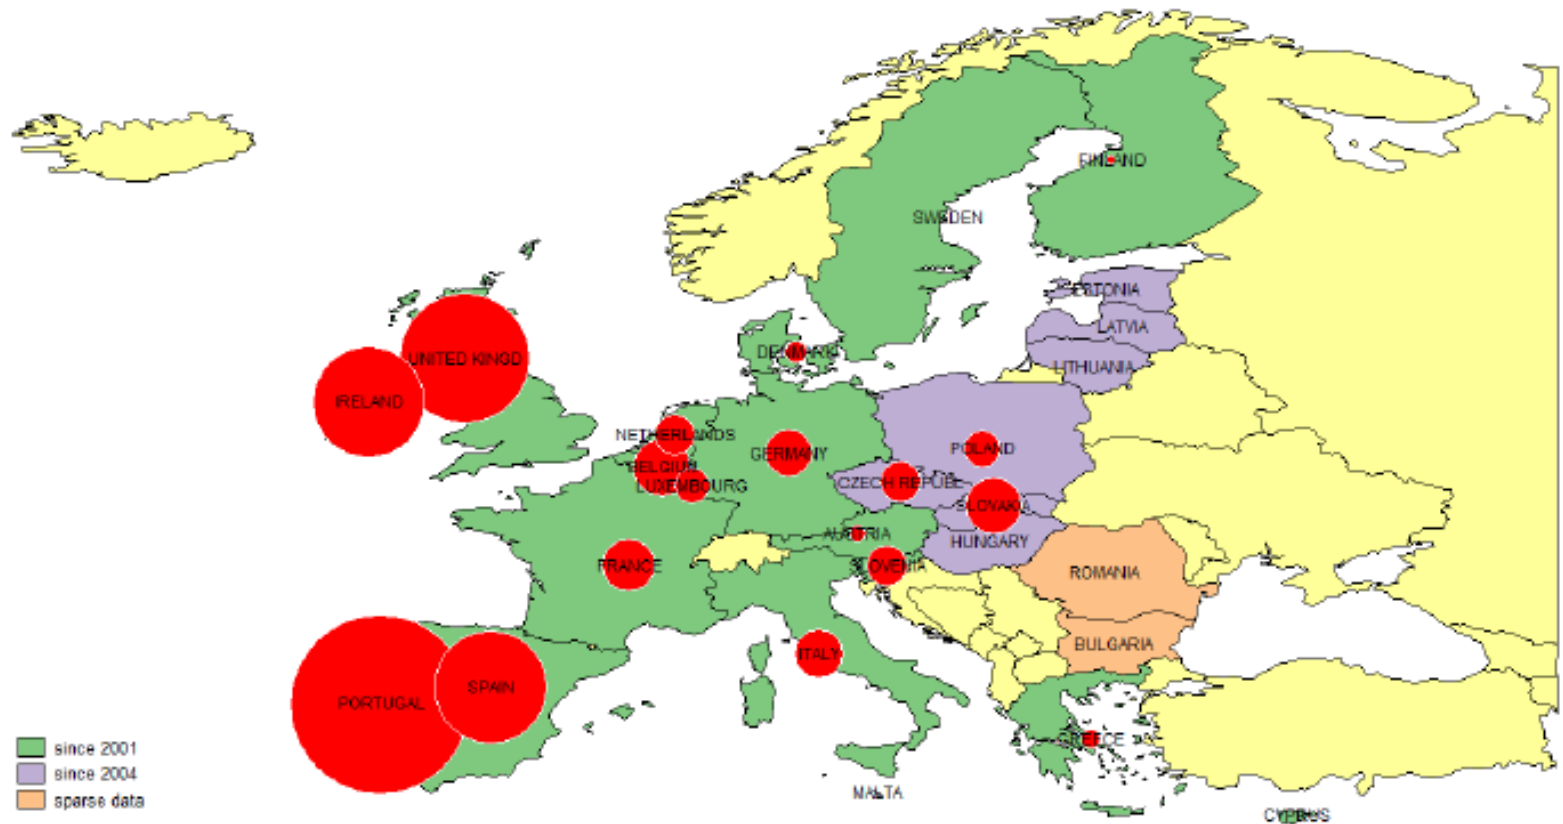 FINLAND
SWEDEN
ESTONIA
LATVIA
DENMARK
UNITED KINGD
LITHUANIA
IRELAND
NETHERLANDS
POLAND
GERMANY
BELGIUM
CZECH REPUBL
LUXEMBOURG
SLOVAKIA
AUSTRIA
HUNGARY
FRANCE
SLOVENIA
ROMANIA
BULGARIA
ITALY
SPAIN
PORTUGAL
GREECE
since 2001
since 2004
MALTA
sparse data
CYPRUS